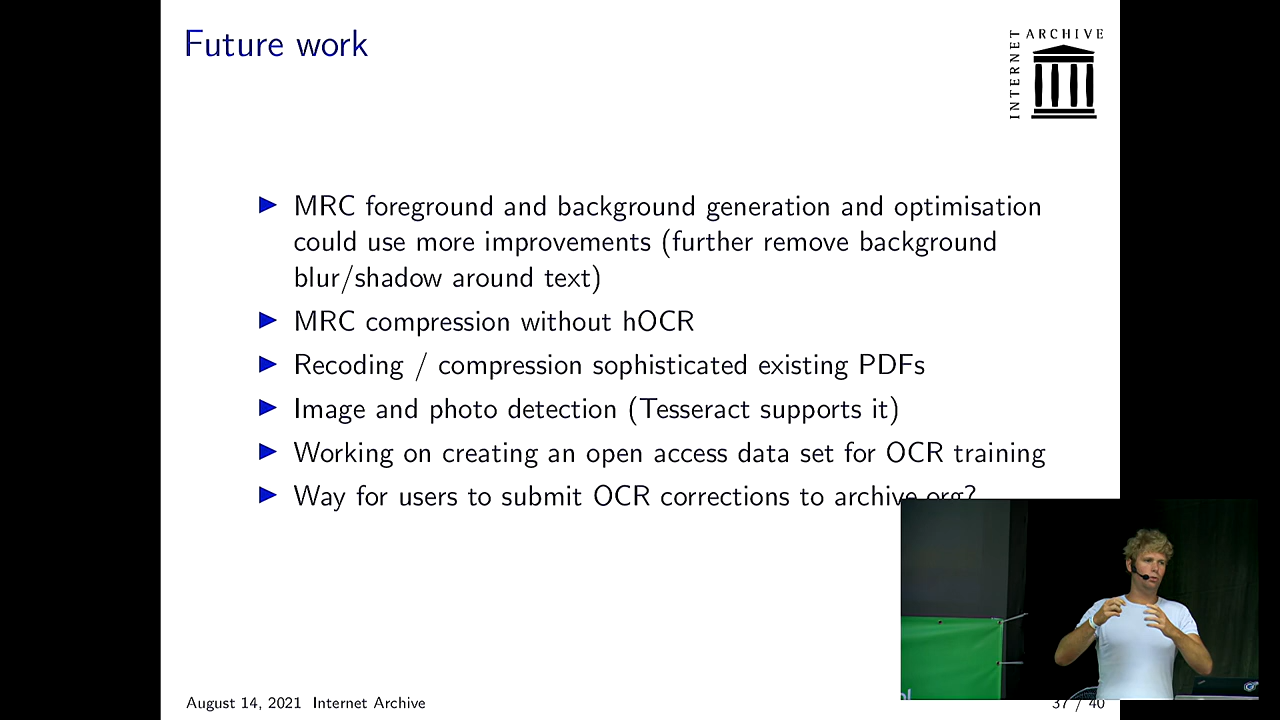 Future work
INTERNET ARCHIVE
MRC foreground and background generation and optimisation
could use more improvements (further remove background
blur/shadow around text)
MRC compression without hOCR
Recoding / compression sophisticated existing PDFs
Image and photo detection (Tesseract supports it)
Working on creating an open access data set for OCR training
Way for users to submit OCR corrections to archive.org?
August 14, 2021 Internet Archive
37 / 40